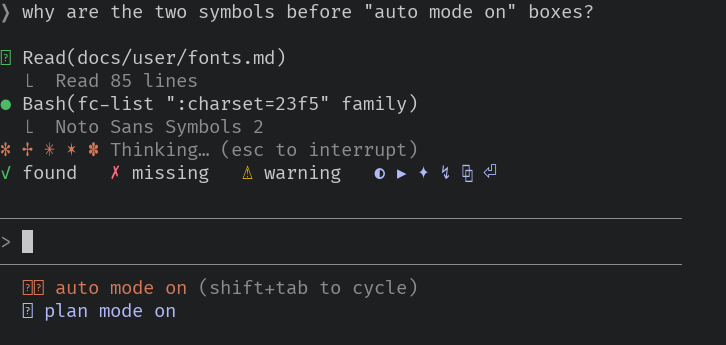 ❯ why are the two symbols before "auto mode on" boxes?
⍰ Read(docs/user/fonts.md)
└ Read 85 lines
● Bash(fc-list ":charset=23f5" family)
└ Noto Sans Symbols 2
✻ ✢ ✳ ✶ ✽ Thinking… (esc to interrupt)
√ found ✗ missing ⚠ warning ◐ ▶ ✦ ↯ ⏎
>
⍰⍰ auto mode on (shift+tab to cycle)
⍰ plan mode on